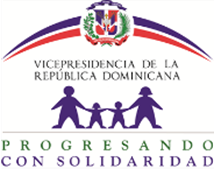 VICEPRESIDENCIA DE LA
REPÚBLICA DOMINICANA
PROGRESANDO
CON SOLIDARIDAD